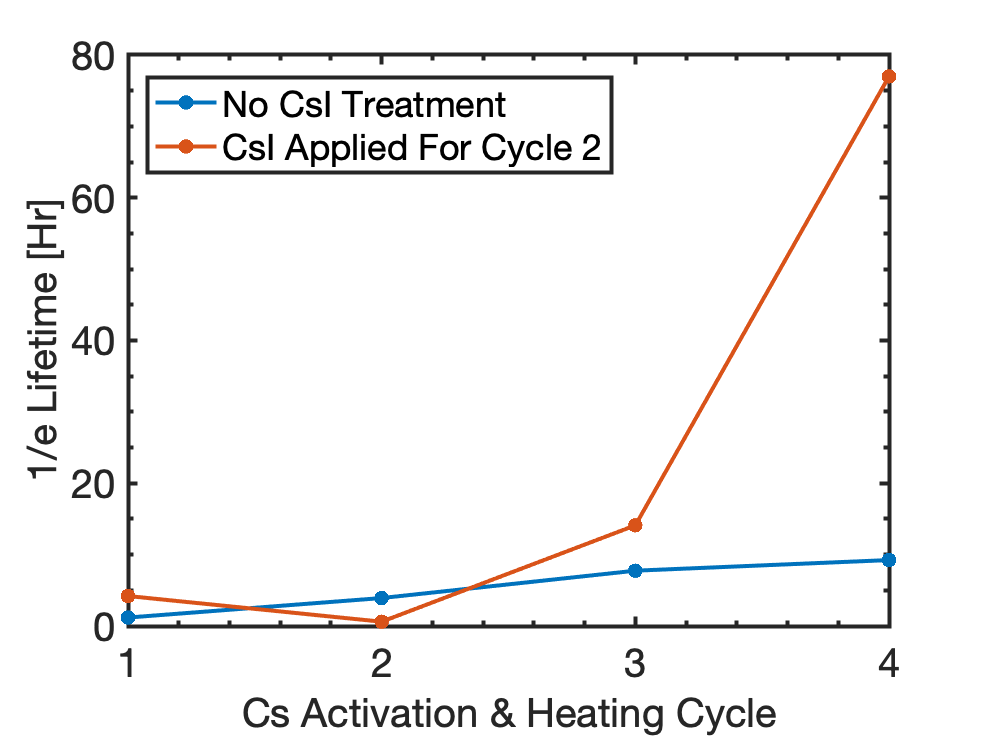 80
No CsI Treatment
CsI Applied For Cycle 2
60
1/e Lifetime [Hr]
40
20
0
1 2 3 4
Cs Activation & Heating Cycle